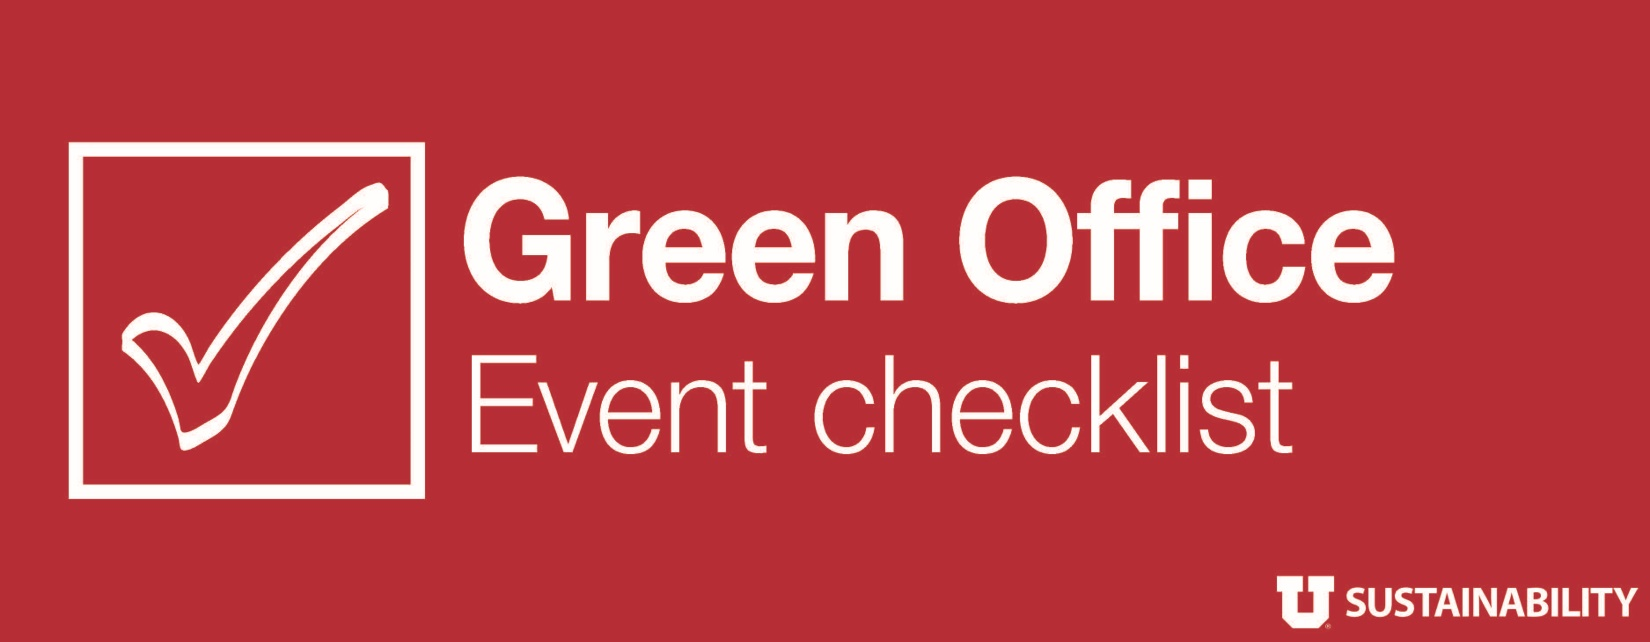 Green Office
Event checklist
U SUSTAINABILITY